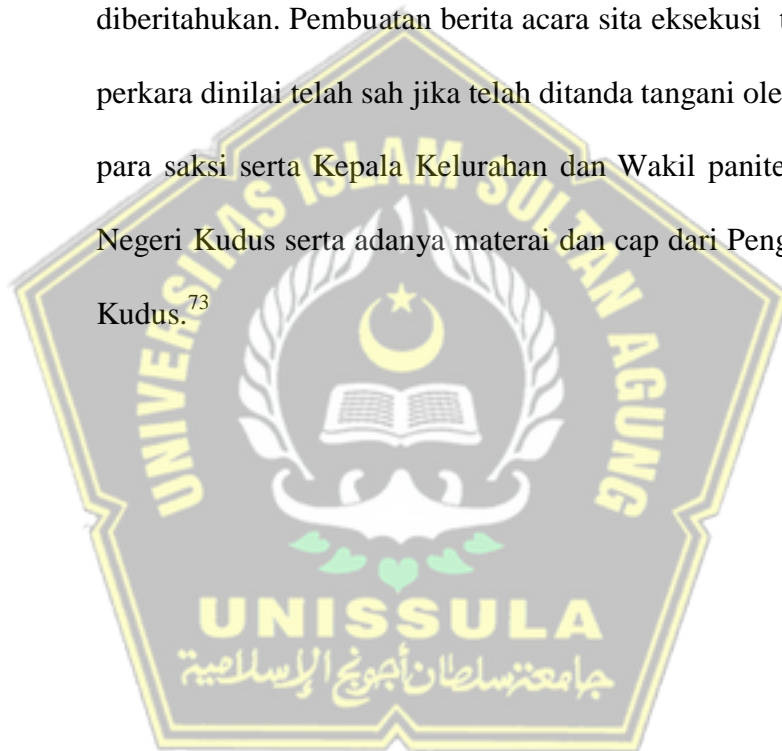 diberitahukan. Pembuatan berita acara sita eksekusi
perkara dinilai telah sah jika telah ditanda tangani
para saksi serta Kepala Kelurahan dan Wakil
Negeri Kudus serta adanya materai dan cap dari
Kudus.73
UNIVERSITAS ISLAM SULTAN AGUNG
UNISSULA
جامعة سلطان أجونج الإسلامية